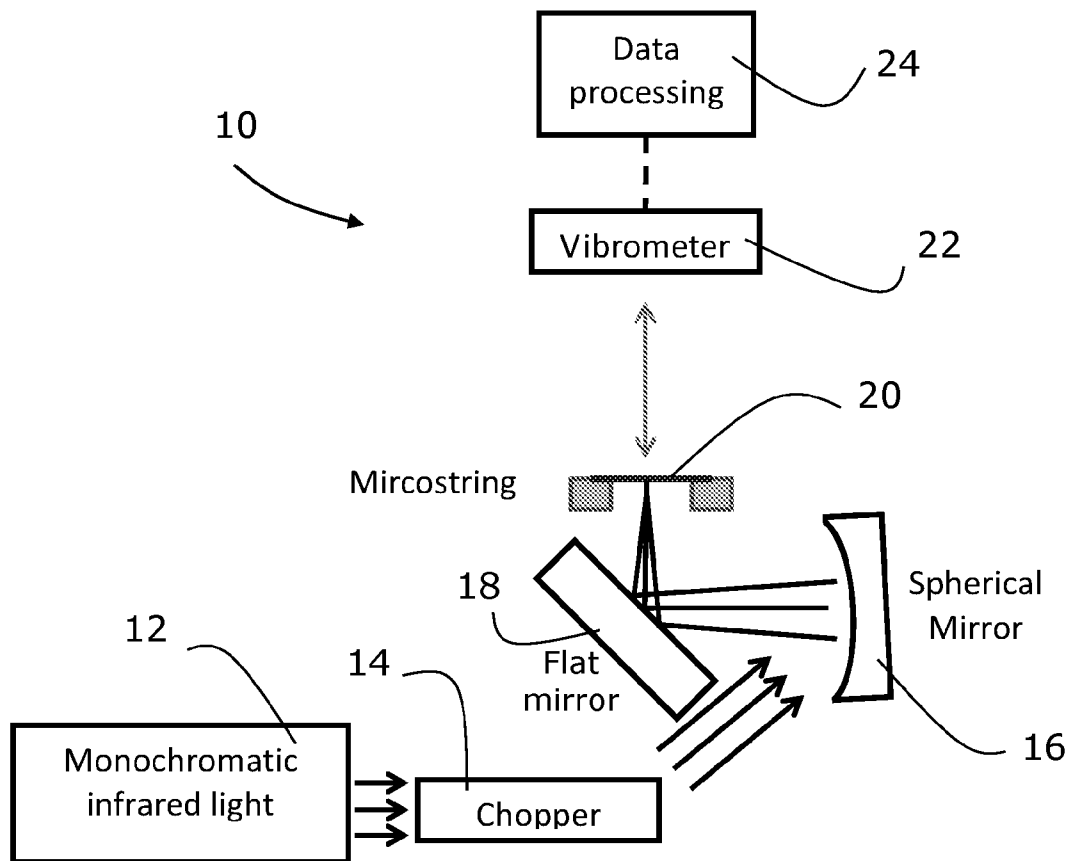 Data
processing
24
10
Vibrometer
22
20
Mircostring
18
Spherical
Mirror
12
14
Flat
mirror
16
Monochromatic
infrared light
Chopper